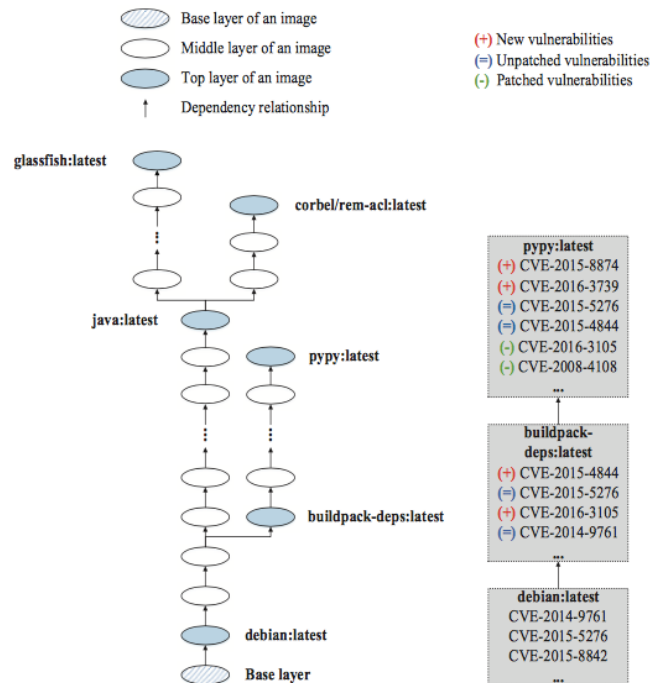 Base layer of an image
Middle layer of an image
Top layer of an image
Dependency relationship
(+) New vulnerabilities
(=) Unpatched vulnerabilities
(-) Patched vulnerabilities
glassfish:latest
corbel/rem-acl:latest
...
java:latest
pypy:latest
...
...
buildpack-deps:latest
debian:latest
Base layer
pypy:latest
(+) CVE-2015-8874
(+) CVE-2016-3739
(=) CVE-2015-5276
(=) CVE-2015-4844
(-) CVE-2016-3105
(-) CVE-2008-4108
...
buildpack-
deps:latest
(+) CVE-2015-4844
(=) CVE-2015-5276
(+) CVE-2016-3105
(=) CVE-2014-9761
...
debian:latest
CVE-2014-9761
CVE-2015-5276
CVE-2015-8842
...